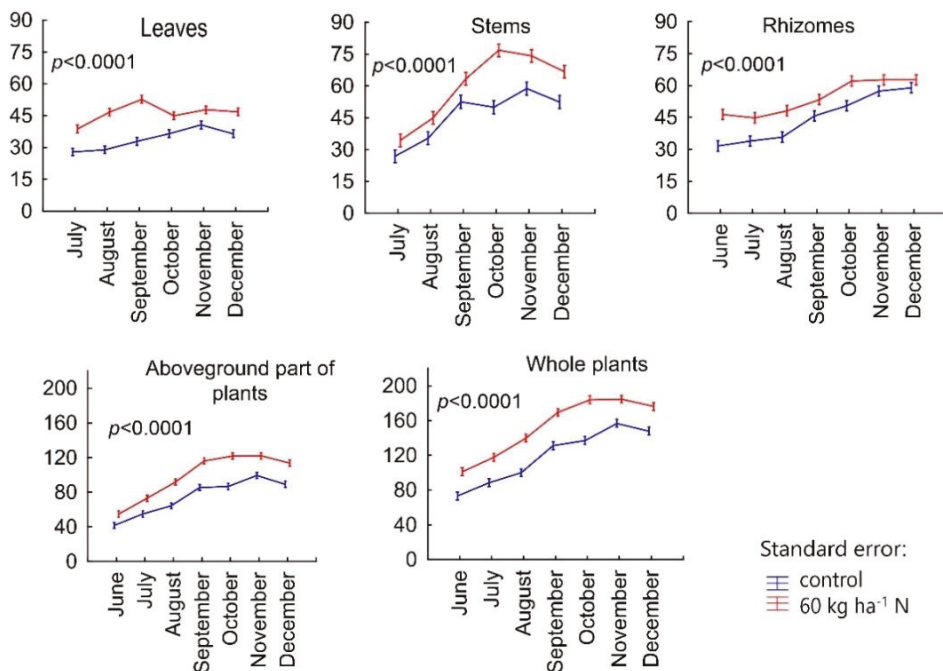 Leaves
p<0.0001
90
75
60
45
30
15
0
July
August
September
October
November
December
Stems
p<0.0001
90
75
60
45
30
15
0
July
August
September
October
November
December
Rhizomes
p<0.0001
90
75
60
45
30
15
0
June
July
August
September
October
November
December
Aboveground part of
plants
p<0.0001
200
160
120
80
40
0
June
July
August
September
October
November
December
Whole plants
p<0.0001
200
160
120
80
40
0
June
July
August
September
October
November
December
Standard error:
control
60 kg ha⁻¹ N